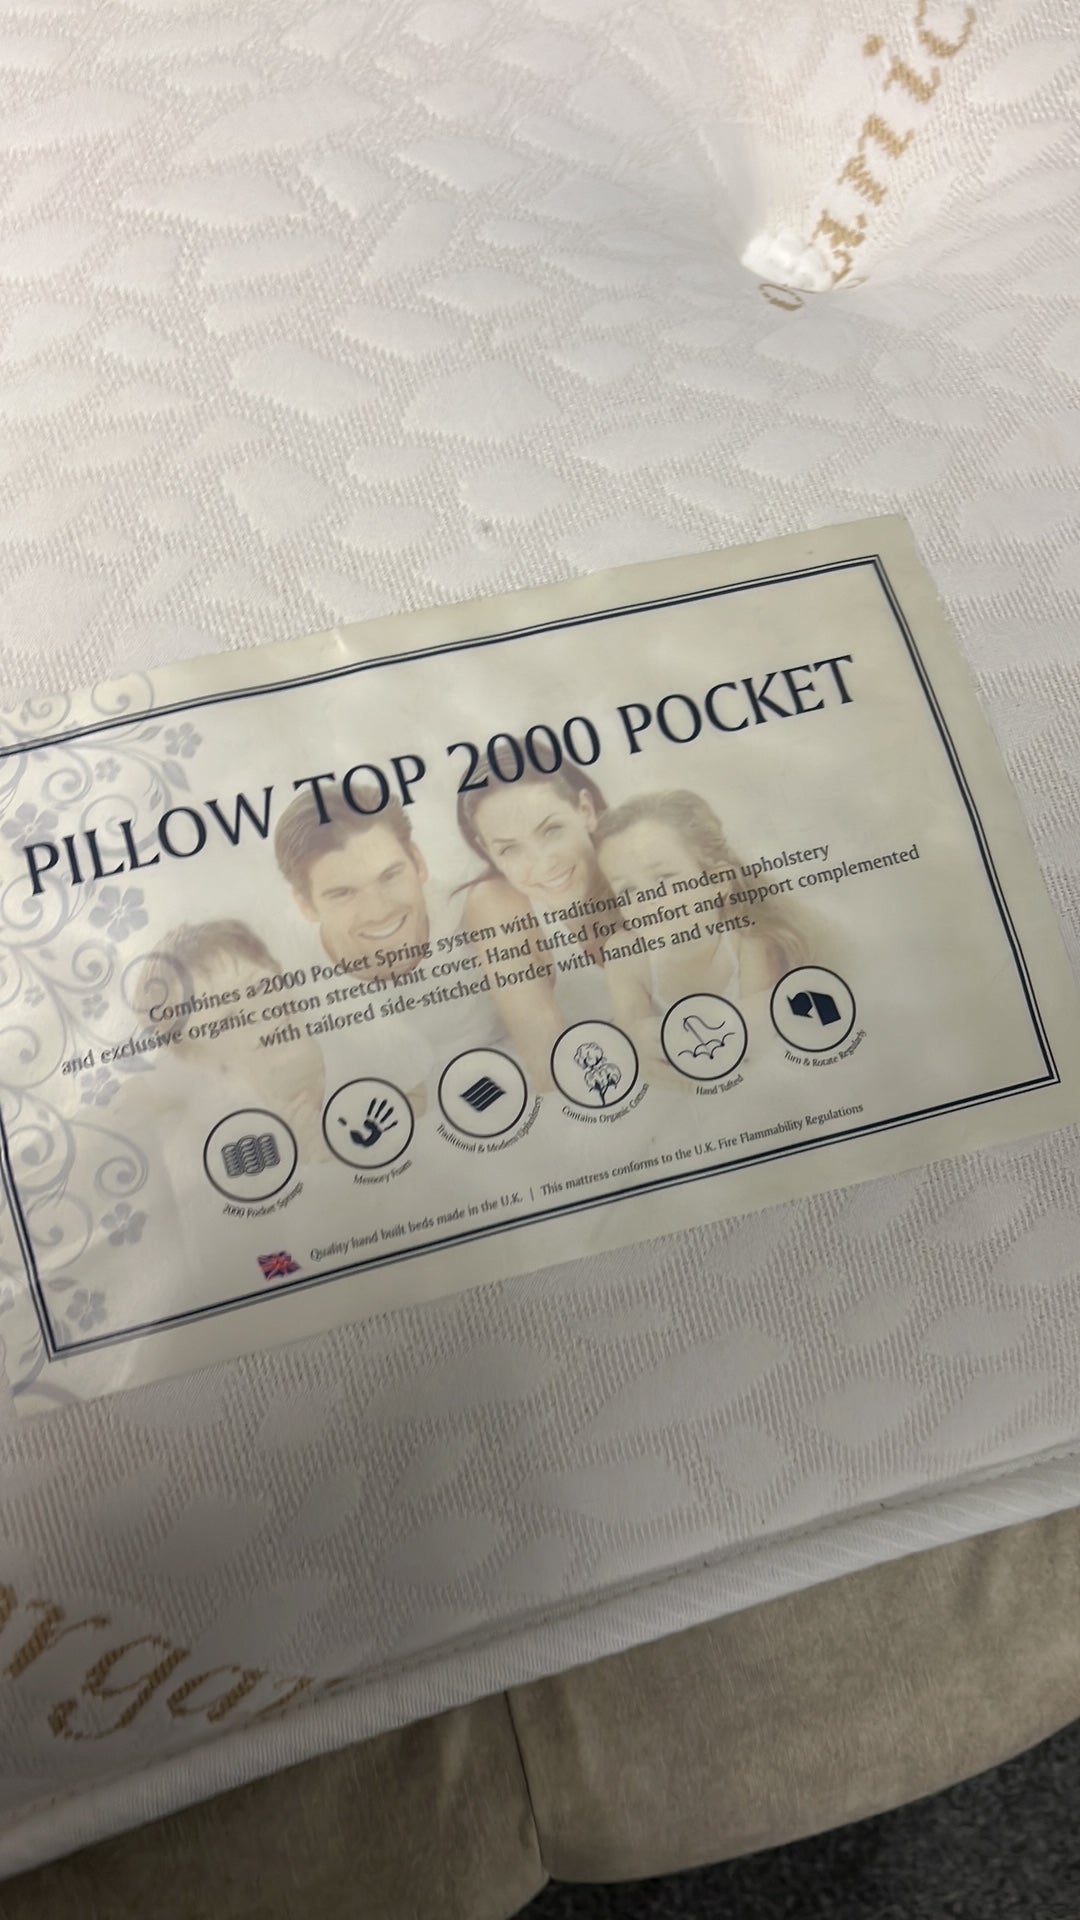 organic
PILLOW TOP 2000 POCKET
Combines a 2000 Pocket Spring system with traditional and modern upholstery
and exclusive organic cotton stretch knit cover. Hand tufted for comfort and support complemented
with tailored side-stitched border with handles and vents.
2000 Pocket Springs
Memory Foam
Traditional & Modern Upholstery
Contains Organic Cotton
Hand Tufted
Turn & Rotate Regularly
Quality hand built beds made in the U.K. | This mattress conforms to the U.K. Fire Flammability Regulations
orga